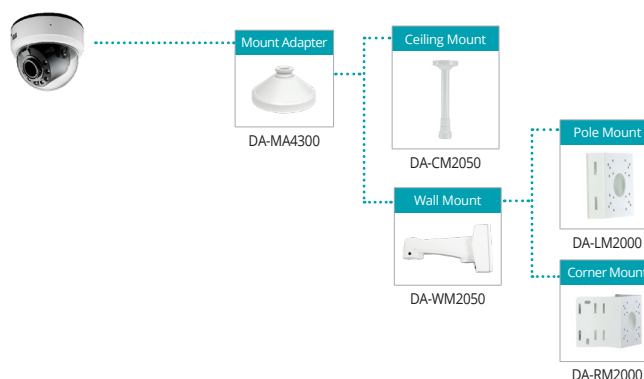 Mount Adapter
DA-MA4300
Ceiling Mount
DA-CM2050
Wall Mount
DA-WM2050
Pole Mount
DA-LM2000
Corner Mount
DA-RM2000